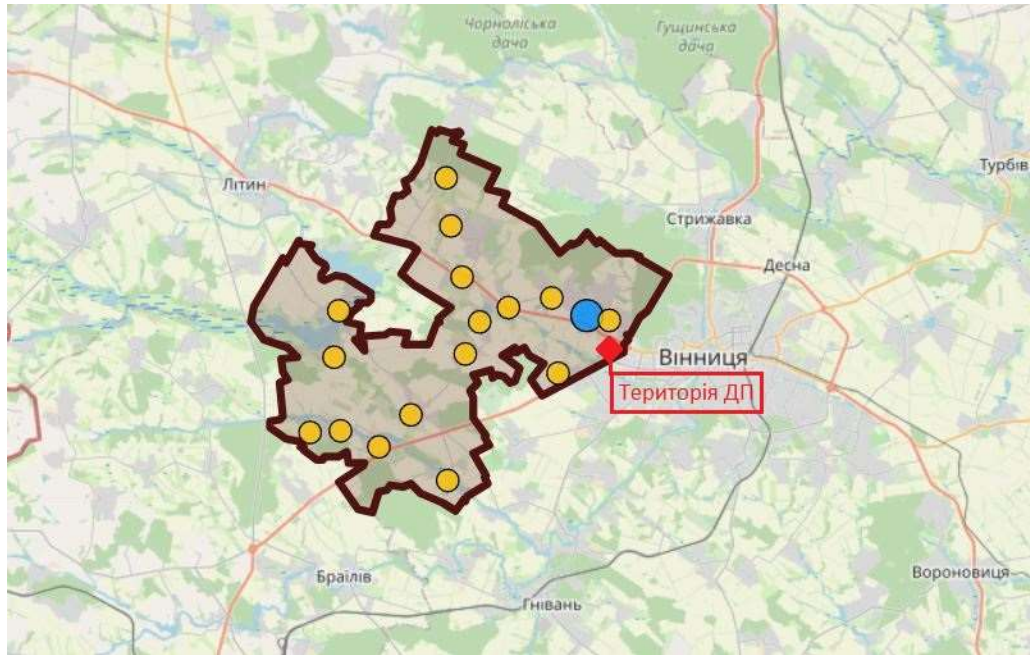 Чорноліська
дача
Гущинська
дача
Турбів
Літин
Стрижавка
Десна
Вінниця
Територія ДП
Вороновиця
Браїлів
Гнівань